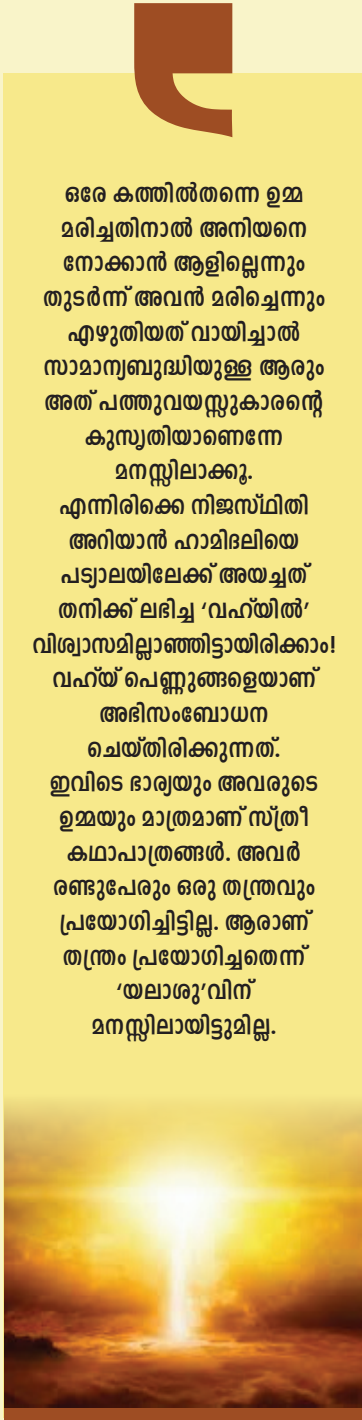 ഒരേ കത്തിൽതന്നെ ഉമ്മ
മരിച്ചതിനാൽ അനിയനെ
നോക്കാൻ ആളില്ലെന്നും
തുടർന്ന് അവൻ മരിച്ചെന്നും
എഴുതിയത് വായിച്ചാൽ
സാമാന്യബുദ്ധിയുള്ള ആരും
അത് പത്തുവയസ്സുകാരന്റെ
കുസൃതിയാണെന്നേ
മനസ്സിലാക്കൂ.
എന്നിരിക്കെ നിജസ്ഥിതി
അറിയാൻ ഹാമിദലിയെ
പട്യാലയിലേക്ക് അയച്ചത്
തനിക്ക് ലഭിച്ച ‘വഹ്‌യിൽ’
വിശ്വാസമില്ലാഞ്ഞിട്ടായിരിക്കാം!
വഹ്‌യ് പെണ്ണുങ്ങളെയാണ്
അഭിസംബോധന
ചെയ്തിരിക്കുന്നത്.
ഇവിടെ ഭാര്യയും അവരുടെ
ഉമ്മയും മാത്രമാണ് സ്ത്രീ
കഥാപാത്രങ്ങൾ. അവർ
രണ്ടുപേരും ഒരു തന്ത്രവും
പ്രയോഗിച്ചിട്ടില്ല. ആരാണ്
തന്ത്രം പ്രയോഗിച്ചതെന്ന്
‘യലാശു’വിന്
മനസ്സിലായിട്ടുമില്ല.